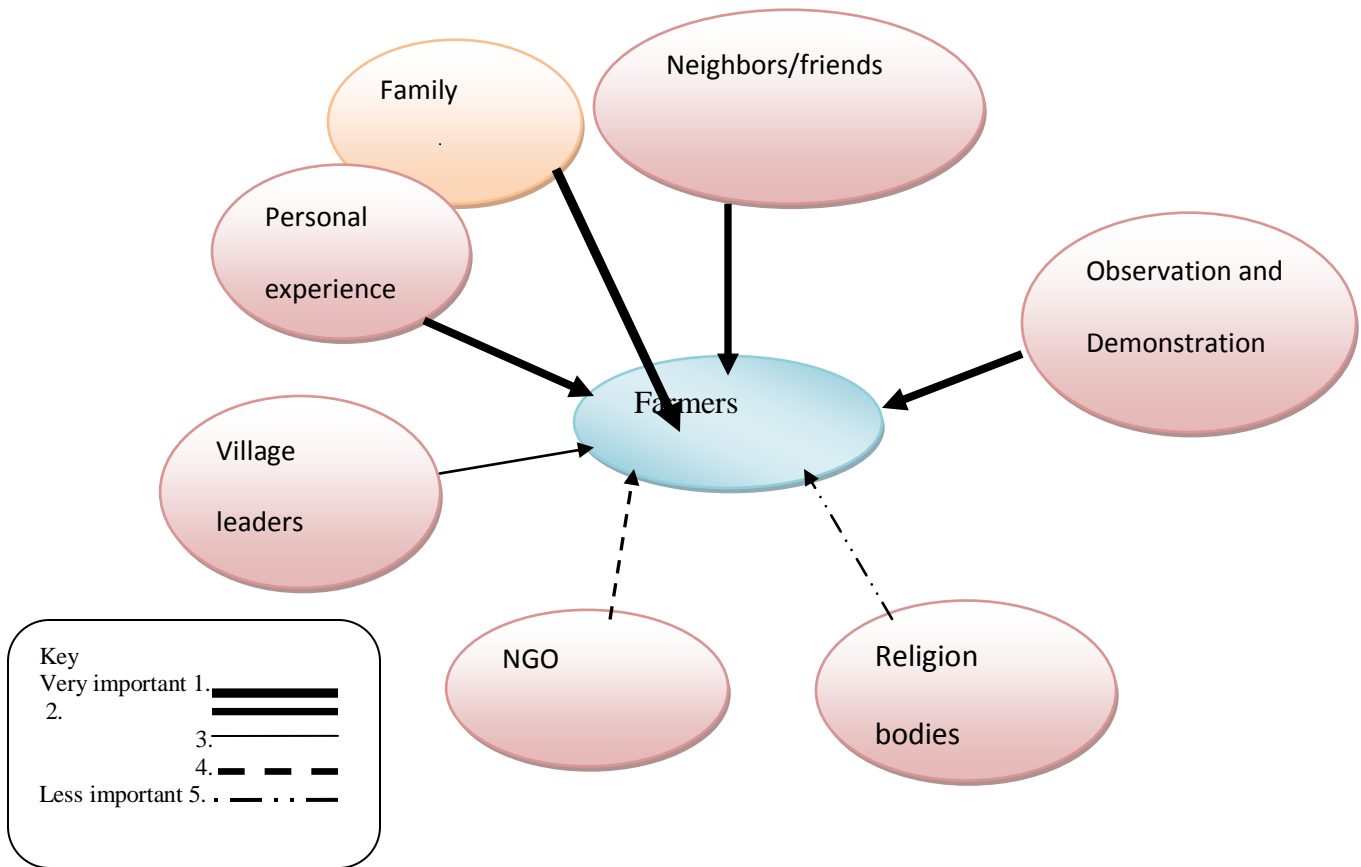 Family
.
Neighbors/friends
Personal
experience
Observation and
Demonstration
Farmers
Village
leaders
NGO
Religion
bodies
Key
Very important 1.
2.
3.
4.
Less important 5.